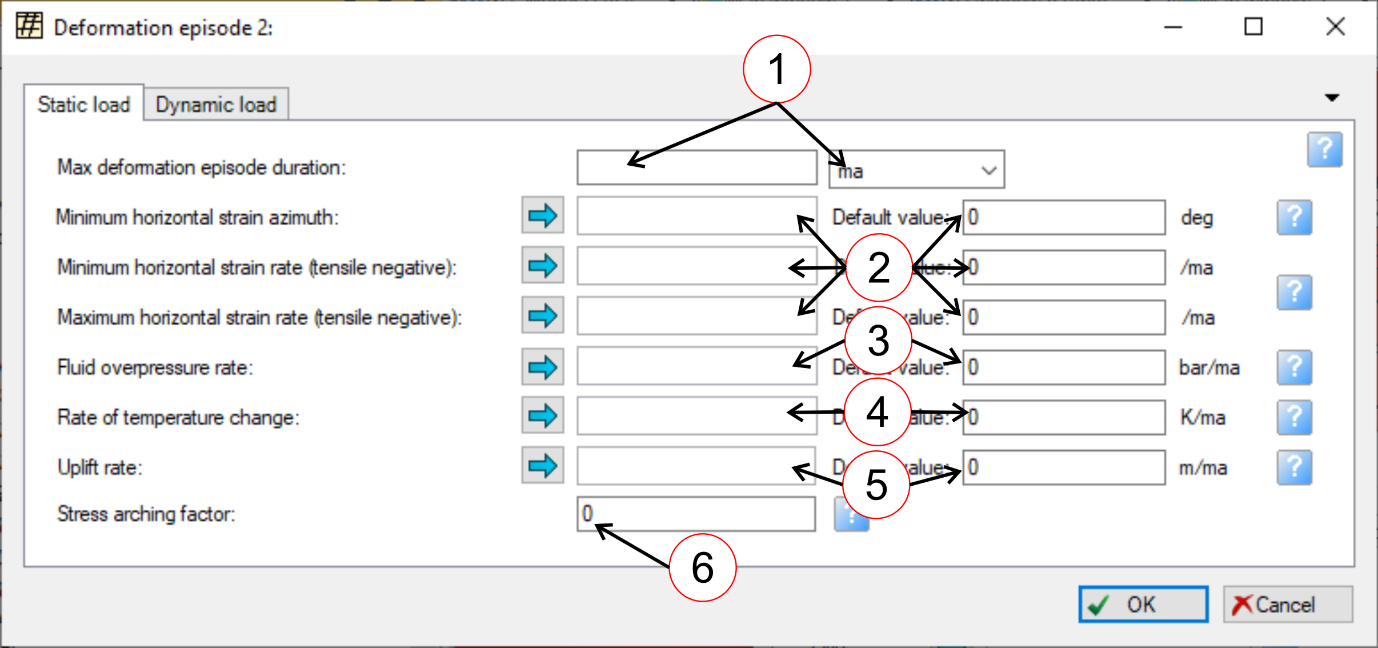 Deformation episode 2:
1
Static load Dynamic load
Max deformation episode duration: ma ?
Minimum horizontal strain azimuth: Default value: 0 deg ?
Minimum horizontal strain rate (tensile negative): 2 0 /ma
?
Maximum horizontal strain rate (tensile negative): value: 0 /ma
3
Fluid overpressure rate: value: 0 bar/ma ?
Rate of temperature change: 4 0 K/ma ?
Uplift rate: 0 m/ma ?
5
Stress arching factor: 0 ?
6
OK Cancel